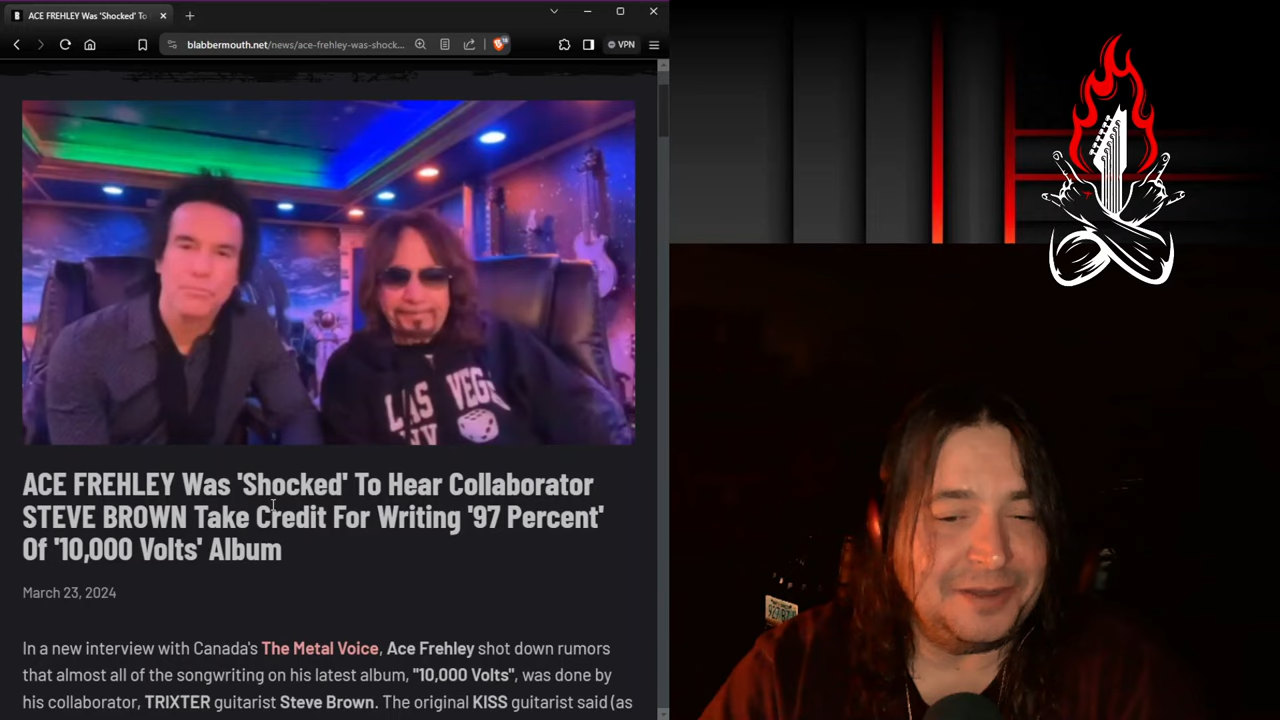 ACE FREHLEY Was 'Shocked' To
blabbermouth.net/news/ace-frehley-was-shock...
VPN
LAS VEGAS
ACE FREHLEY Was 'Shocked' To Hear Collaborator
STEVE BROWN Take Credit For Writing '97 Percent'
Of '10,000 Volts' Album
March 23, 2024
In a new interview with Canada's The Metal Voice, Ace Frehley shot down rumors
that almost all of the songwriting on his latest album, "10,000 Volts", was done by
his collaborator, TRIXTER guitarist Steve Brown. The original KISS guitarist said (as